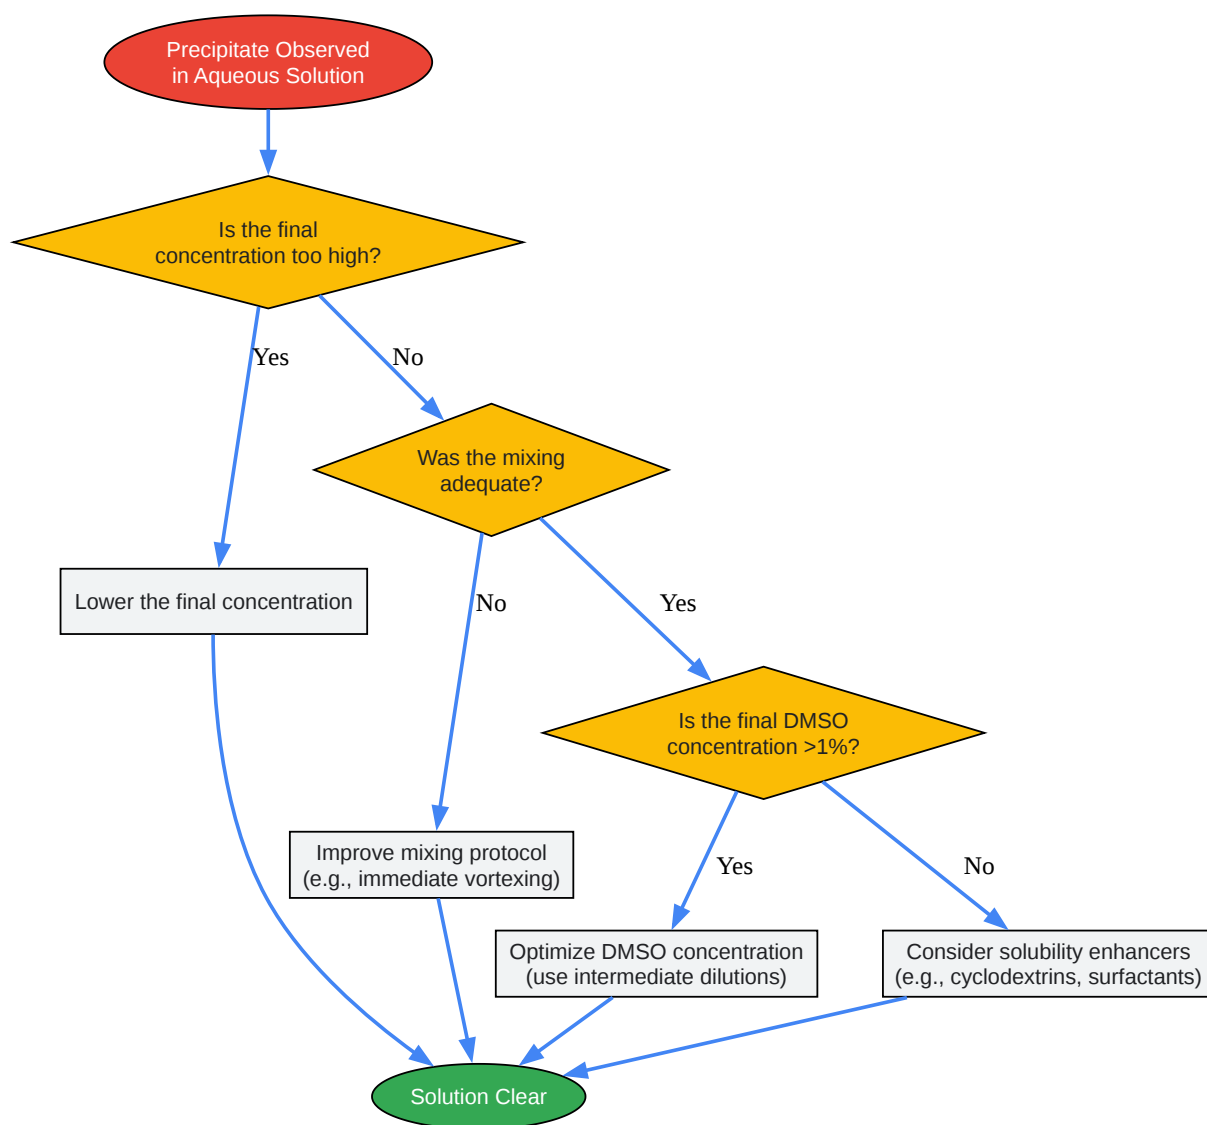 Precipitate Observed
in Aqueous Solution
Is the final
concentration too high?
Yes
No
Was the mixing
adequate?
Lower the final concentration
No
Yes
Is the final DMSO
concentration >1%?
Improve mixing protocol
(e.g., immediate vortexing)
Yes
No
Optimize DMSO concentration
(use intermediate dilutions)
Consider solubility enhancers
(e.g., cyclodextrins, surfactants)
Solution Clear